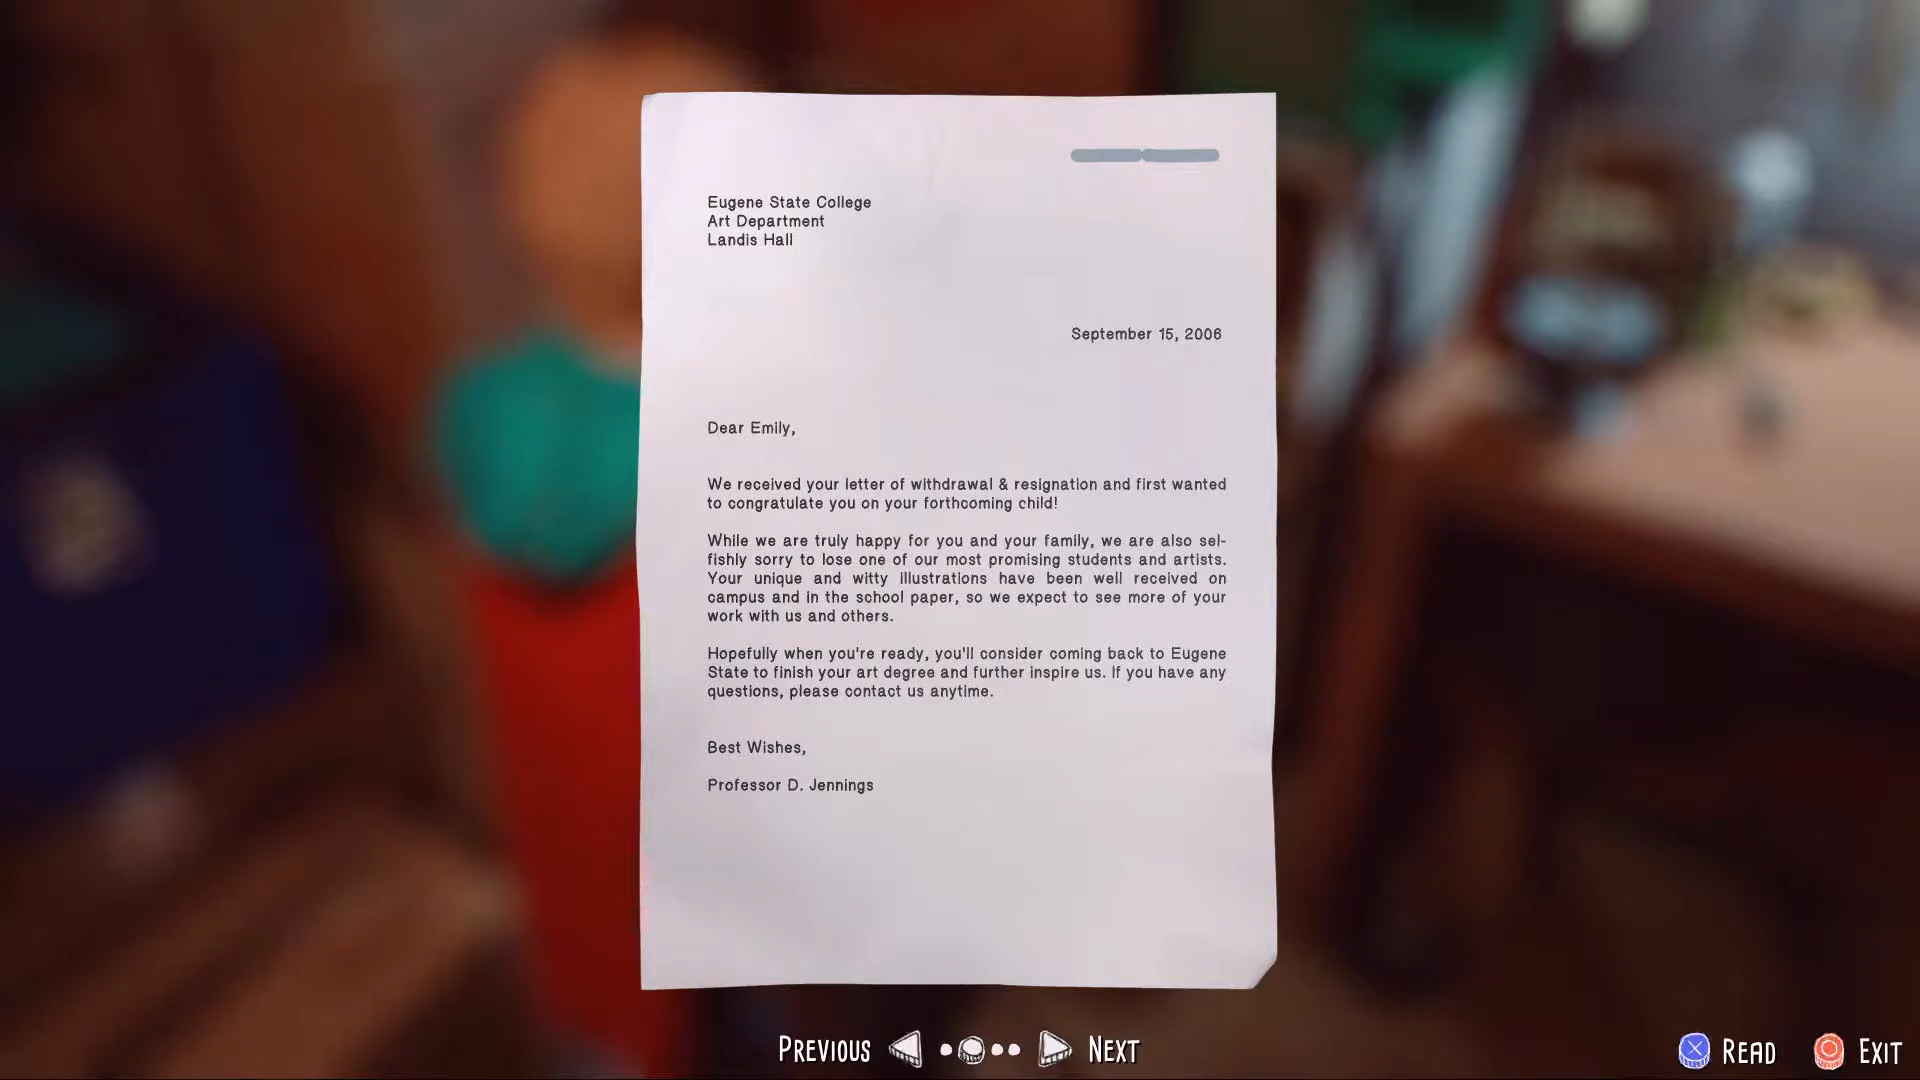 Eugene State College
Art Department
Landis Hall
September 15, 2006
Dear Emily,
We received your letter of withdrawal & resignation and first wanted
to congratulate you on your forthcoming child!
While we are truly happy for you and your family, we are also sel-
fishly sorry to lose one of our most promising students and artists.
Your unique and witty illustrations have been well received on
campus and in the school paper, so we expect to see more of your
work with us and others.
Hopefully when you're ready, you'll consider coming back to Eugene
State to finish your art degree and further inspire us. If you have any
questions, please contact us anytime.
Best Wishes,
Professor D. Jennings
PREVIOUS NEXT
READ EXIT